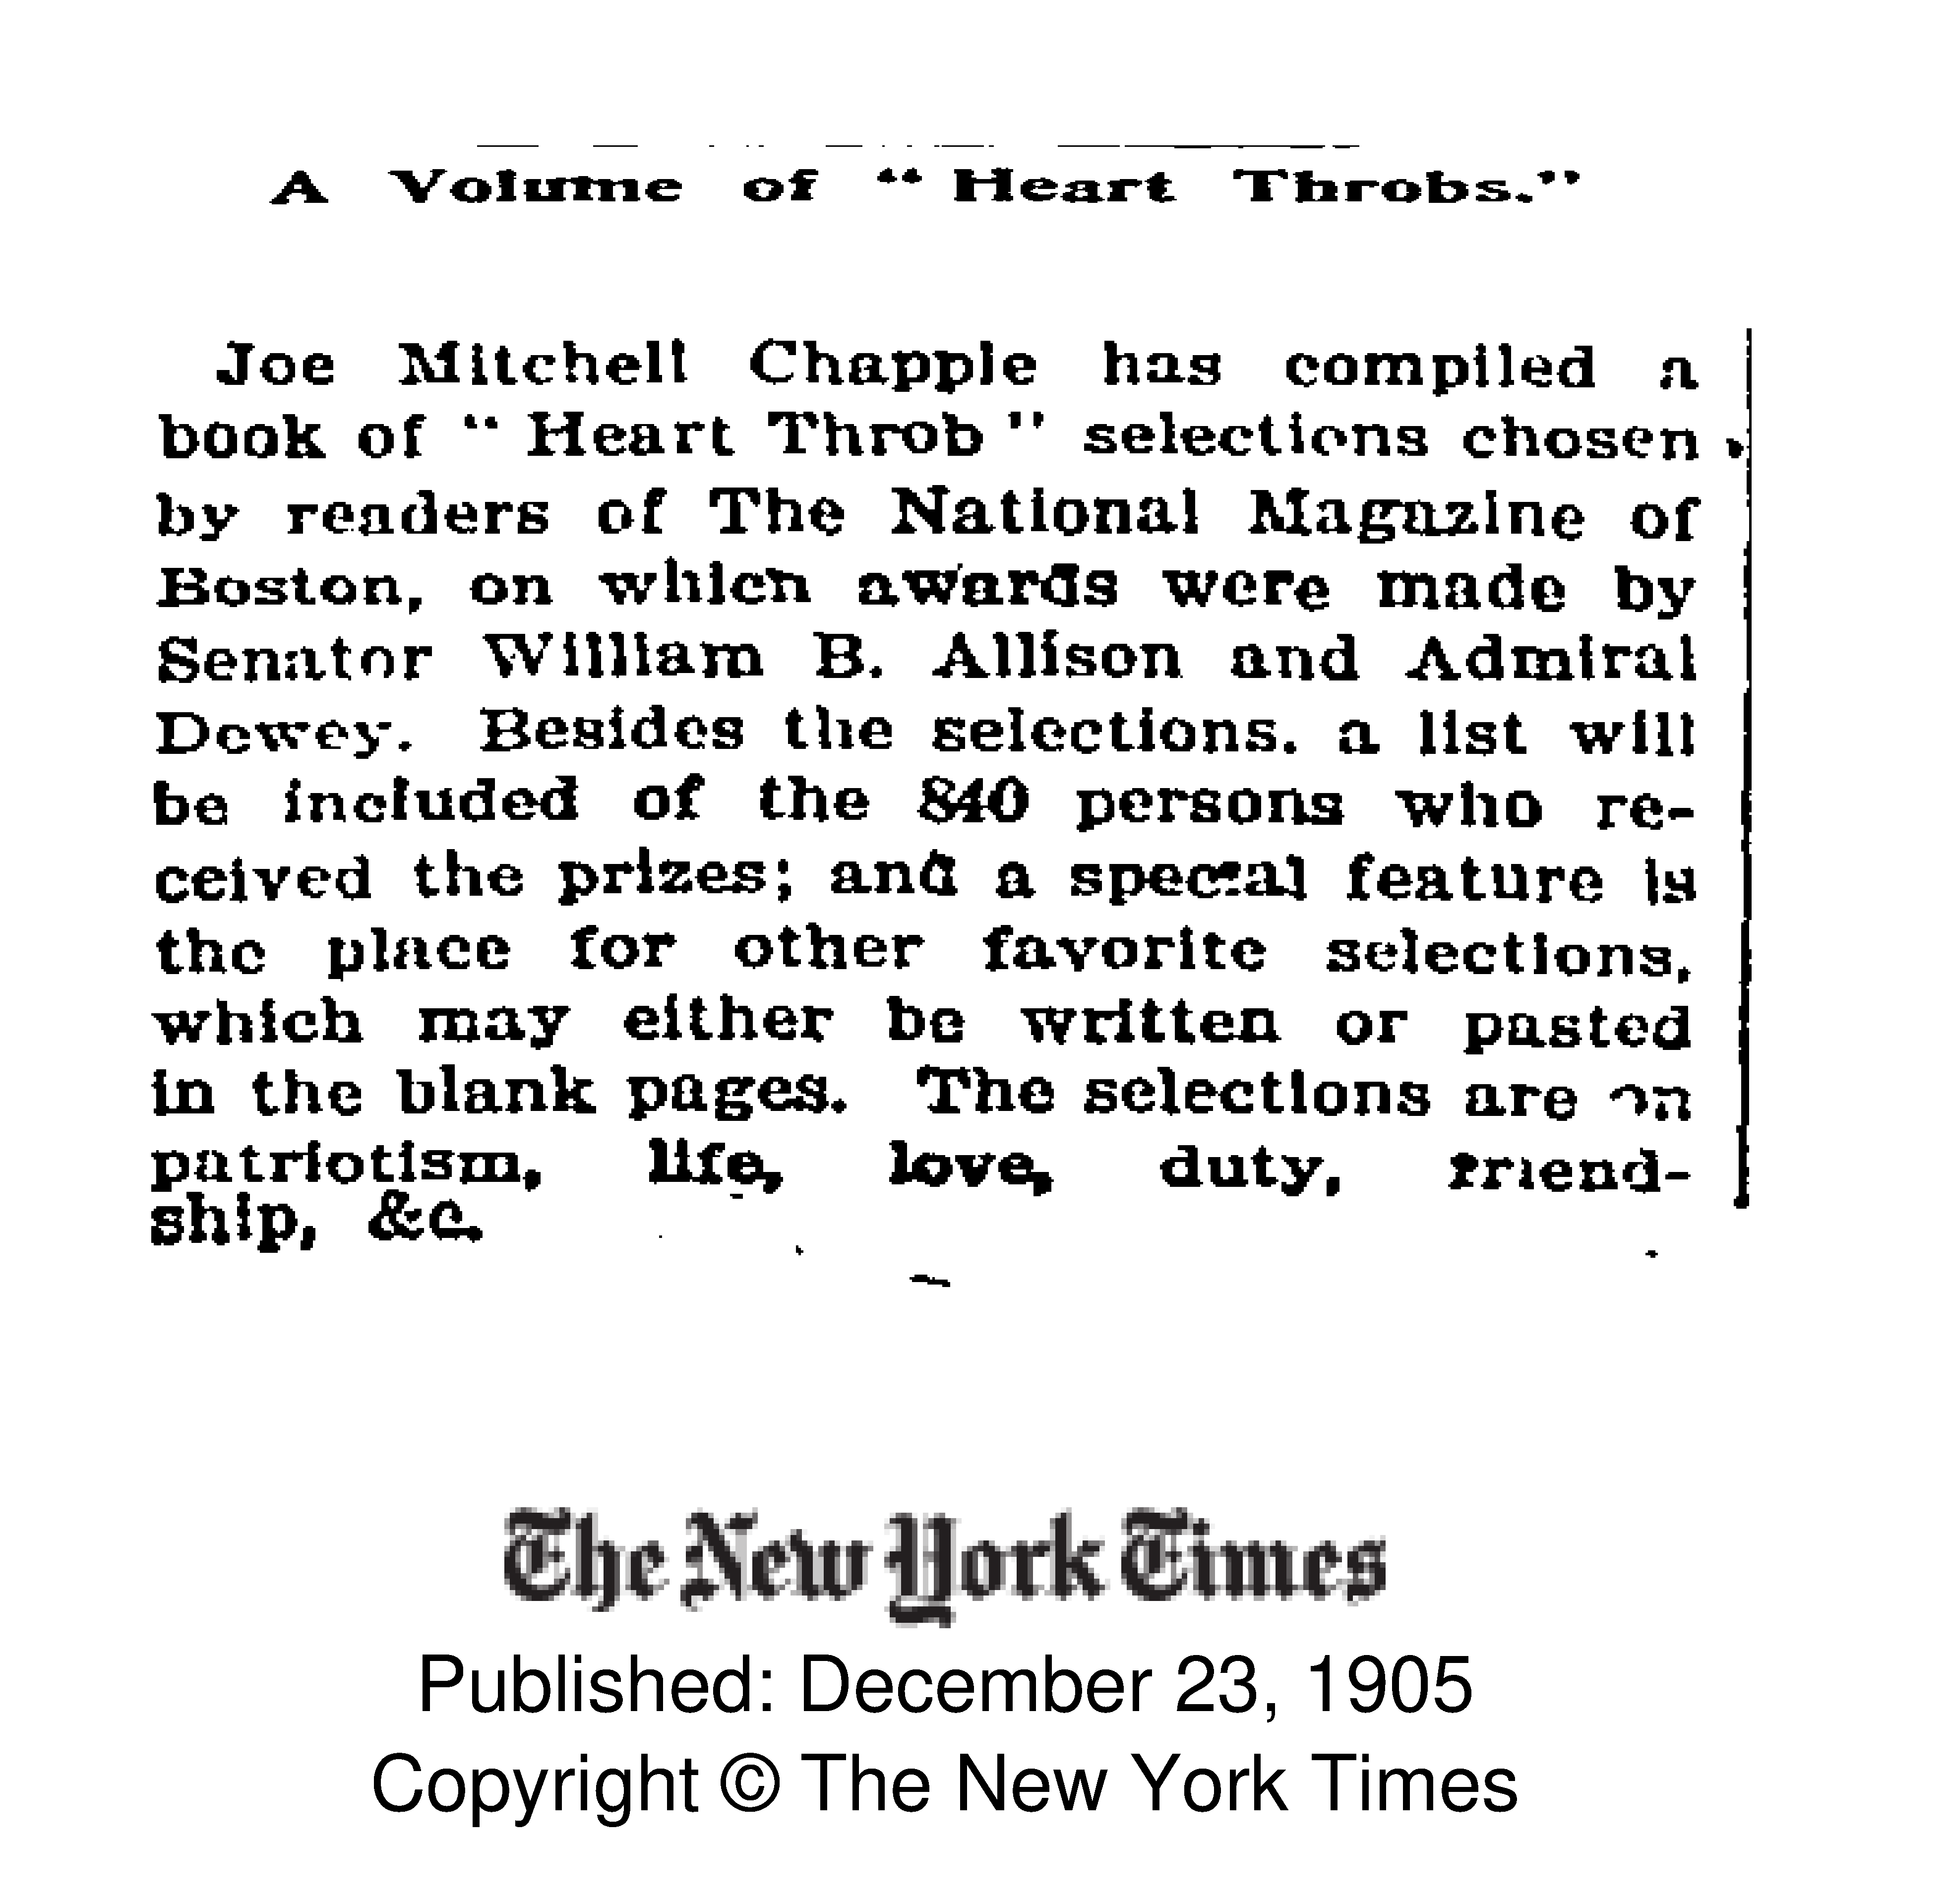 A Volume of “ Heart Throbs.”
Joe Mitchell Chapple has compiled a
book of “ Heart Throb ” selections chosen
by readers of The National Magazine of
Boston, on which awards were made by
Senator William B. Allison and Admiral
Dewey. Besides the selections, a list will
be included of the 840 persons who re-
ceived the prizes; and a special feature is
the place for other favorite selections,
which may either be written or pasted
in the blank pages. The selections are on
patriotism, life, love, duty, friend-
ship, &c.
The New York Times
Published: December 23, 1905
Copyright © The New York Times